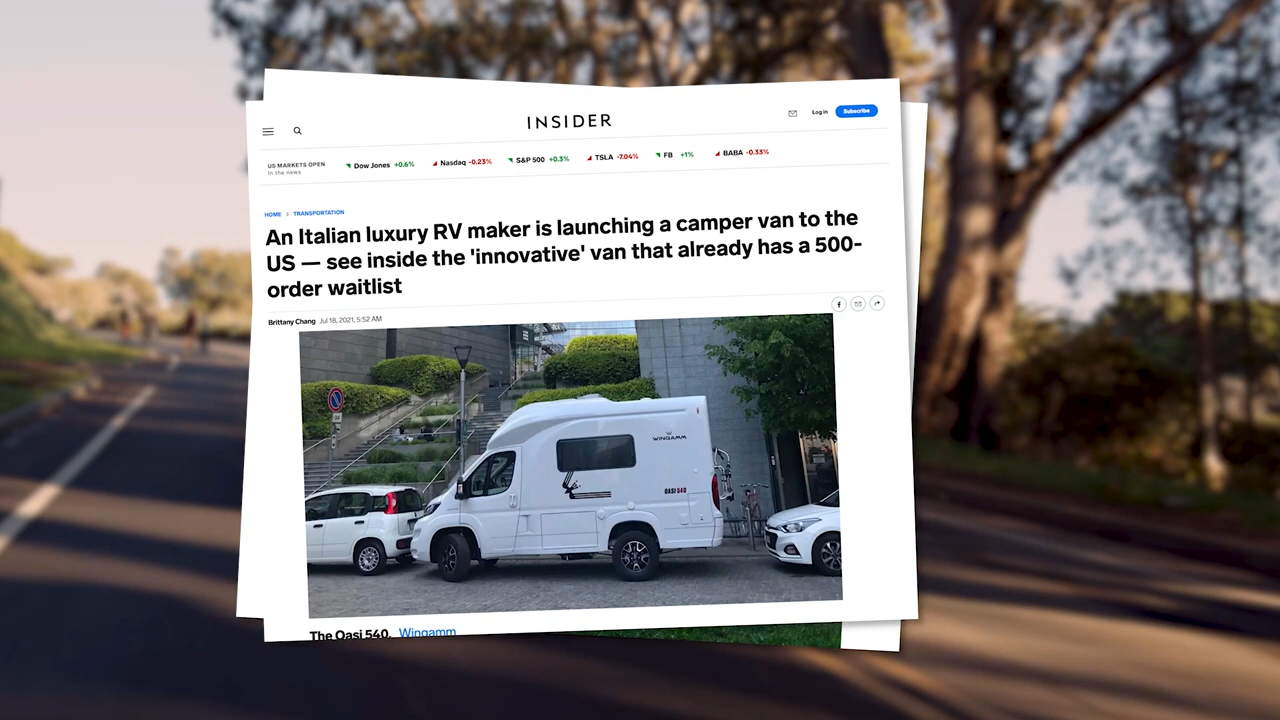 INSIDER
Log in
Subscribe
US MARKETS OPEN
In the news
Dow Jones +0.6%
Nasdaq -0.23%
S&P 500 +0.3%
TSLA -7.04%
FB +1%
BABA -0.33%
HOME > TRANSPORTATION
An Italian luxury RV maker is launching a camper van to the
US — see inside the 'innovative' van that already has a 500-
order waitlist
Brittany Chang Jul 18, 2021, 5:52 AM
WINGAMM
OASI 540
The Oasi 540. Wingamm